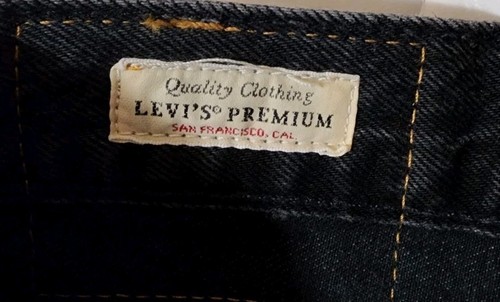 Quality Clothing
LEVI'S® PREMIUM
SAN FRANCISCO, CAL